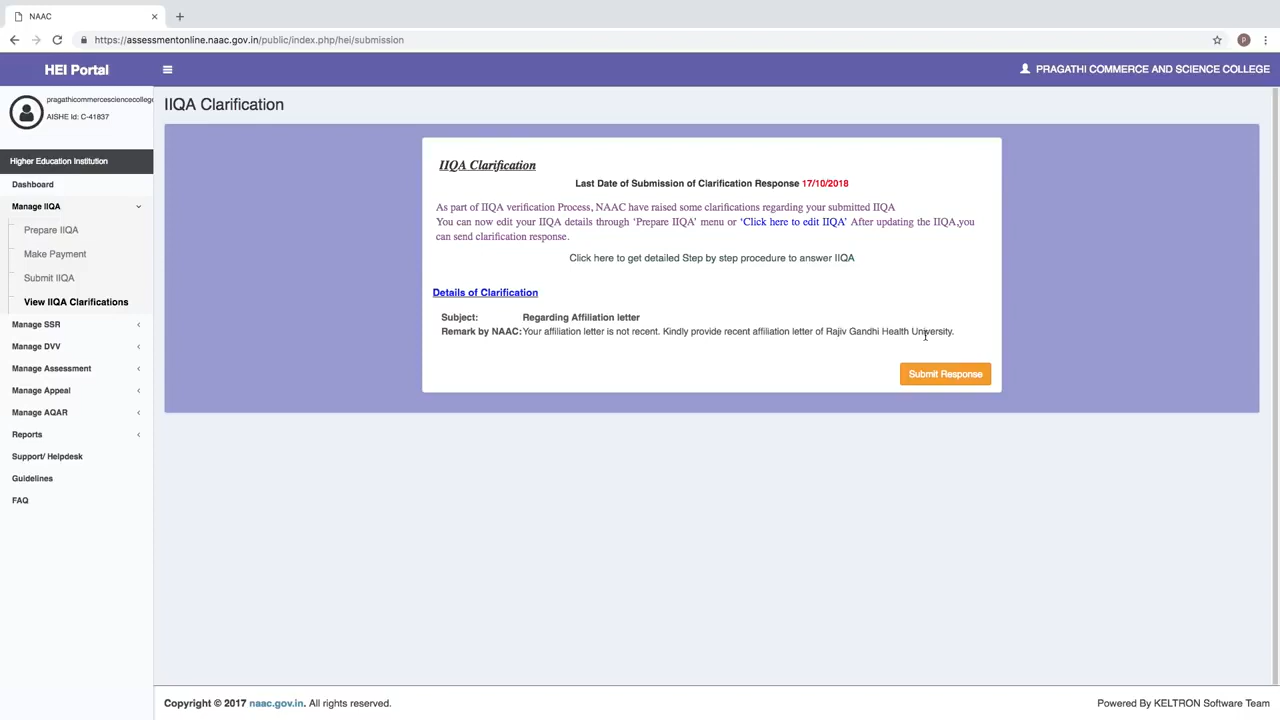 NAAC
https://assessmentonline.naac.gov.in/public/index.php/hei/submission
P
HEI Portal
PRAGATHI COMMERCE AND SCIENCE COLLEGE
pragathicommercesciencecollege
AISHE Id: C-41837
Higher Education Institution
Dashboard
Manage IIQA
Prepare IIQA
Make Payment
Submit IIQA
View IIQA Clarifications
Manage SSR
Manage DVV
Manage Assessment
Manage Appeal
Manage AQAR
Reports
Support/ Helpdesk
Guidelines
FAQ
IIQA Clarification
IIQA Clarification
Last Date of Submission of Clarification Response 17/10/2018
As part of IIQA verification Process, NAAC have raised some clarifications regarding your submitted IIQA
You can now edit your IIQA details through ‘Prepare IIQA’ menu or ‘Click here to edit IIQA’ After updating the IIQA,you
can send clarification response.
Click here to get detailed Step by step procedure to answer IIQA
Details of Clarification
Subject: Regarding Affiliation letter
Remark by NAAC: Your affiliation letter is not recent. Kindly provide recent affiliation letter of Rajiv Gandhi Health University.
Submit Response
Copyright © 2017 naac.gov.in. All rights reserved.
Powered By KELTRON Software Team